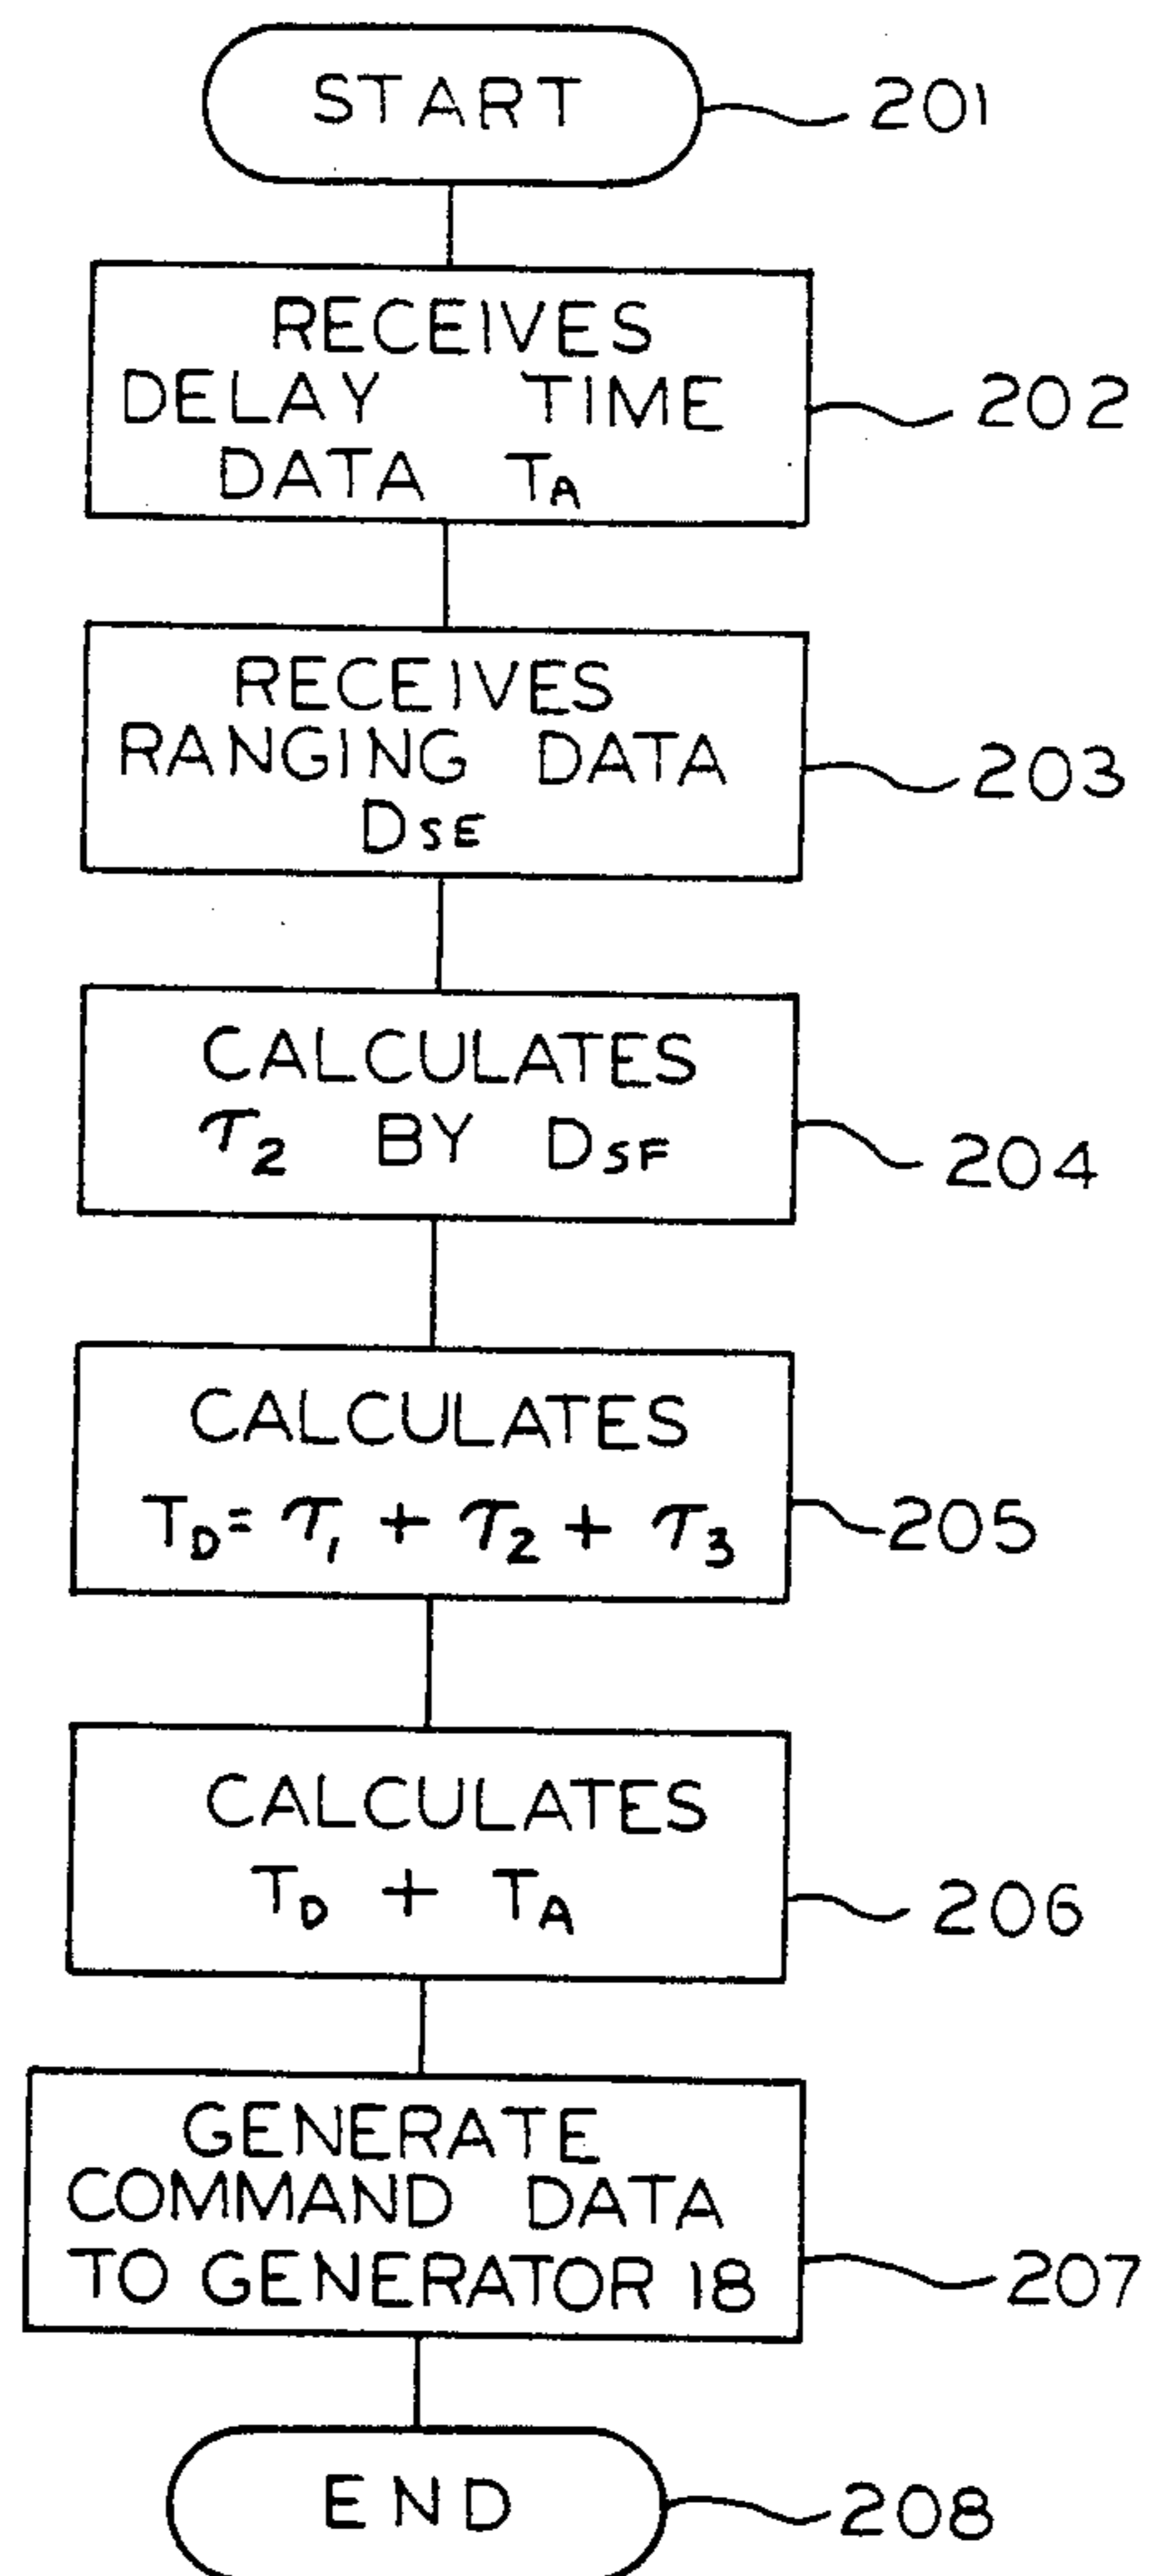 START
201
RECEIVES
DELAY TIME
DATA TA
202
RECEIVES
RANGING DATA
DSE
203
CALCULATES
τ2 BY DSF
204
CALCULATES
TD = τ1 + τ2 + τ3
205
CALCULATES
TD + TA
206
GENERATE
COMMAND DATA
TO GENERATOR 18
207
END
208